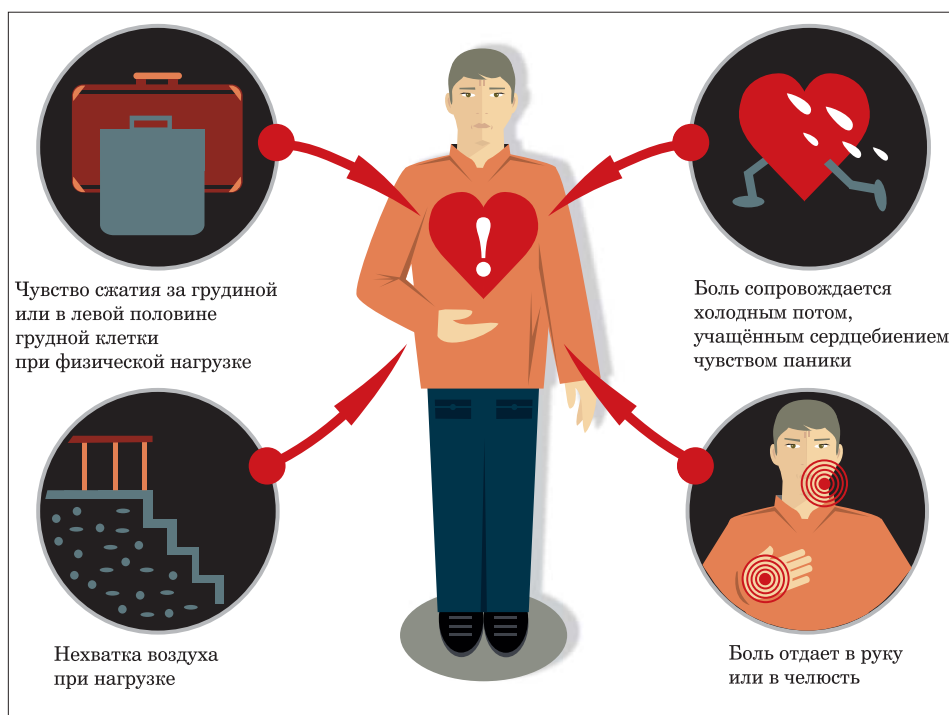 Чувство сжатия за грудиной
или в левой половине
грудной клетки
при физической нагрузке
Боль сопровождается
холодным потом,
учащённым сердцебиением
чувством паники
Нехватка воздуха
при нагрузке
Боль отдает в руку
или в челюсть
!